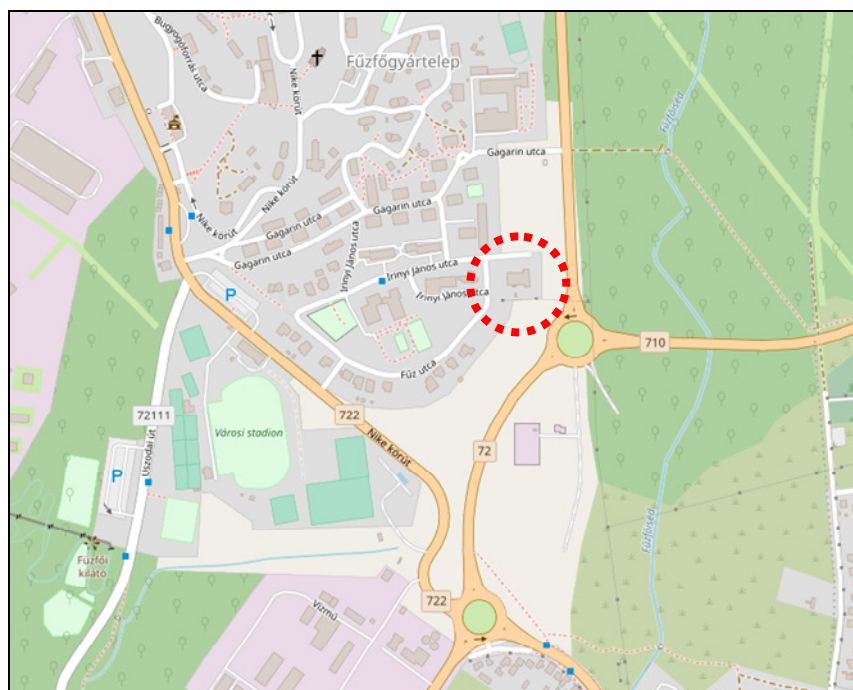 Bugyogóforrás utca
Nike körút
Fűzfőgyártelep
Fűzfőiséd
Gagarin utca
Nike körút
Nike körút
Gagarin utca
Gagarin utca
Gagarin utca
Irinyi János utca
Irinyi János utca
Irinyi János utca
P
710
Fűz utca
72111
722
Városi stadion
Nike körút
72
Uszodai út
P
Fűzfőiséd
Fűzfői
kilátó
Vízmű
722